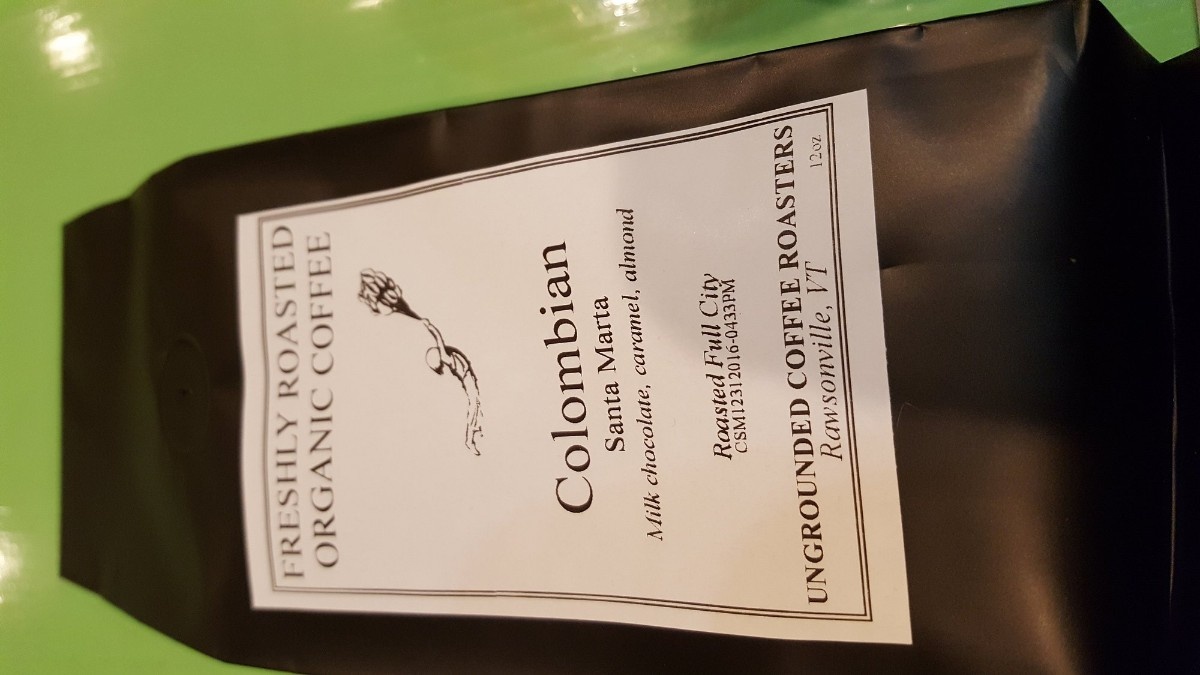 FRESHLY ROASTED
ORGANIC COFFEE
Colombian
Santa Marta
Milk chocolate, caramel, almond
Roasted Full City
CSM12312016-0433PM
UNGROUNDED COFFEE ROASTERS
Rawsonville, VT
12oz